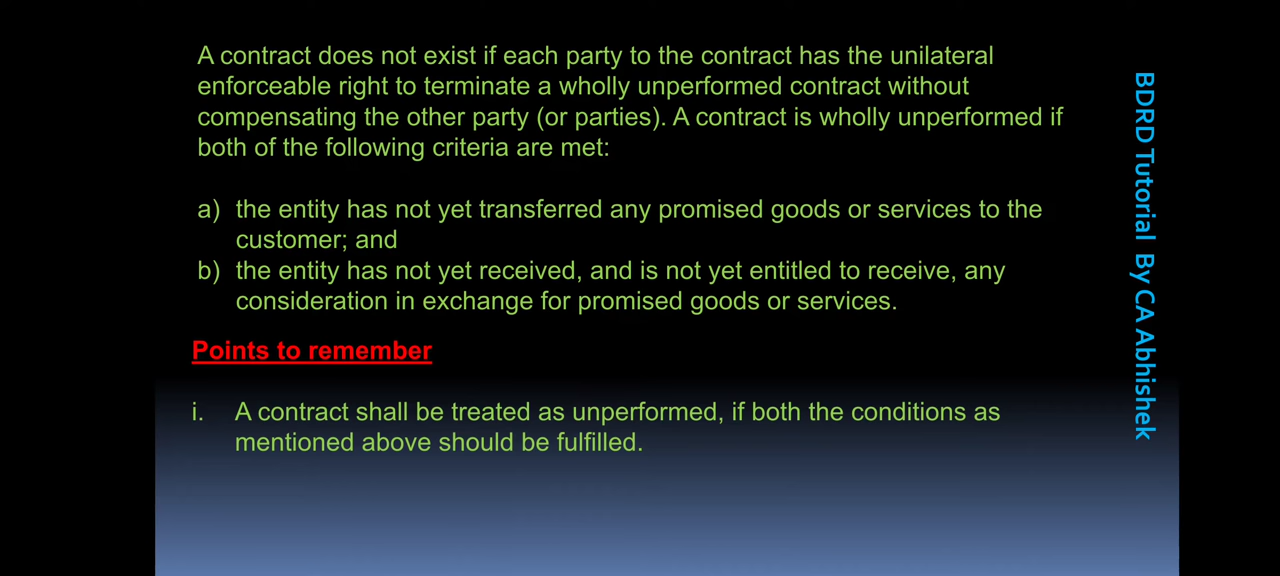 A contract does not exist if each party to the contract has the unilateral
enforceable right to terminate a wholly unperformed contract without
compensating the other party (or parties). A contract is wholly unperformed if
both of the following criteria are met:
a) the entity has not yet transferred any promised goods or services to the
customer; and
b) the entity has not yet received, and is not yet entitled to receive, any
consideration in exchange for promised goods or services.
Points to remember
i. A contract shall be treated as unperformed, if both the conditions as
mentioned above should be fulfilled.
BDRD Tutorial By CA Abhishek